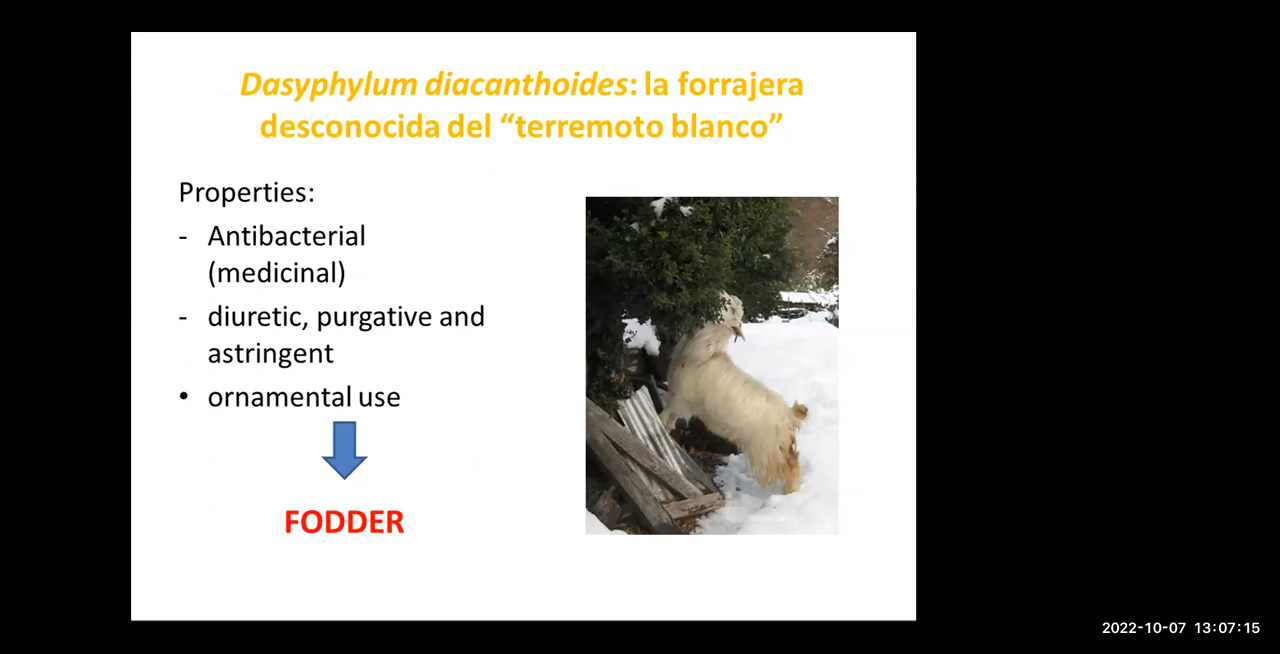 Dasyphylum diacanthoides: la forrajera
desconocida del “terremoto blanco”
Properties:
- Antibacterial
(medicinal)
- diuretic, purgative and
astringent
• ornamental use
FODDER
2022-10-07 13:07:15